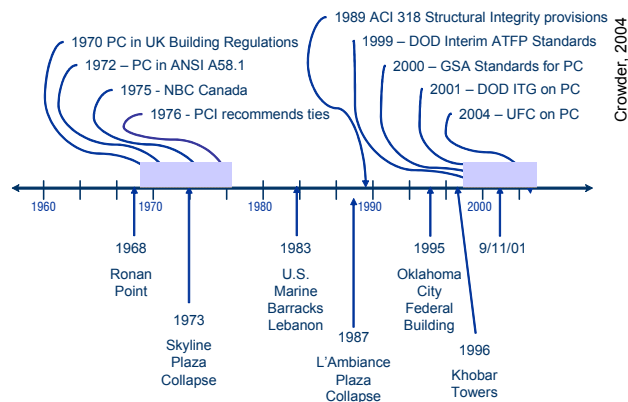 1989 ACI 318 Structural Integrity provisions
1970 PC in UK Building Regulations
1999 – DOD Interim ATFP Standards
1972 – PC in ANSI A58.1
2000 – GSA Standards for PC
1975 - NBC Canada
2001 – DOD ITG on PC
1976 - PCI recommends ties
2004 – UFC on PC
Crowder, 2004
1960
1970
1980
1990
2000
1968
Ronan
Point
1973
Skyline
Plaza
Collapse
1983
U.S.
Marine
Barracks
Lebanon
1987
L'Ambiance
Plaza
Collapse
1995
Oklahoma
City
Federal
Building
1996
Khobar
Towers
9/11/01